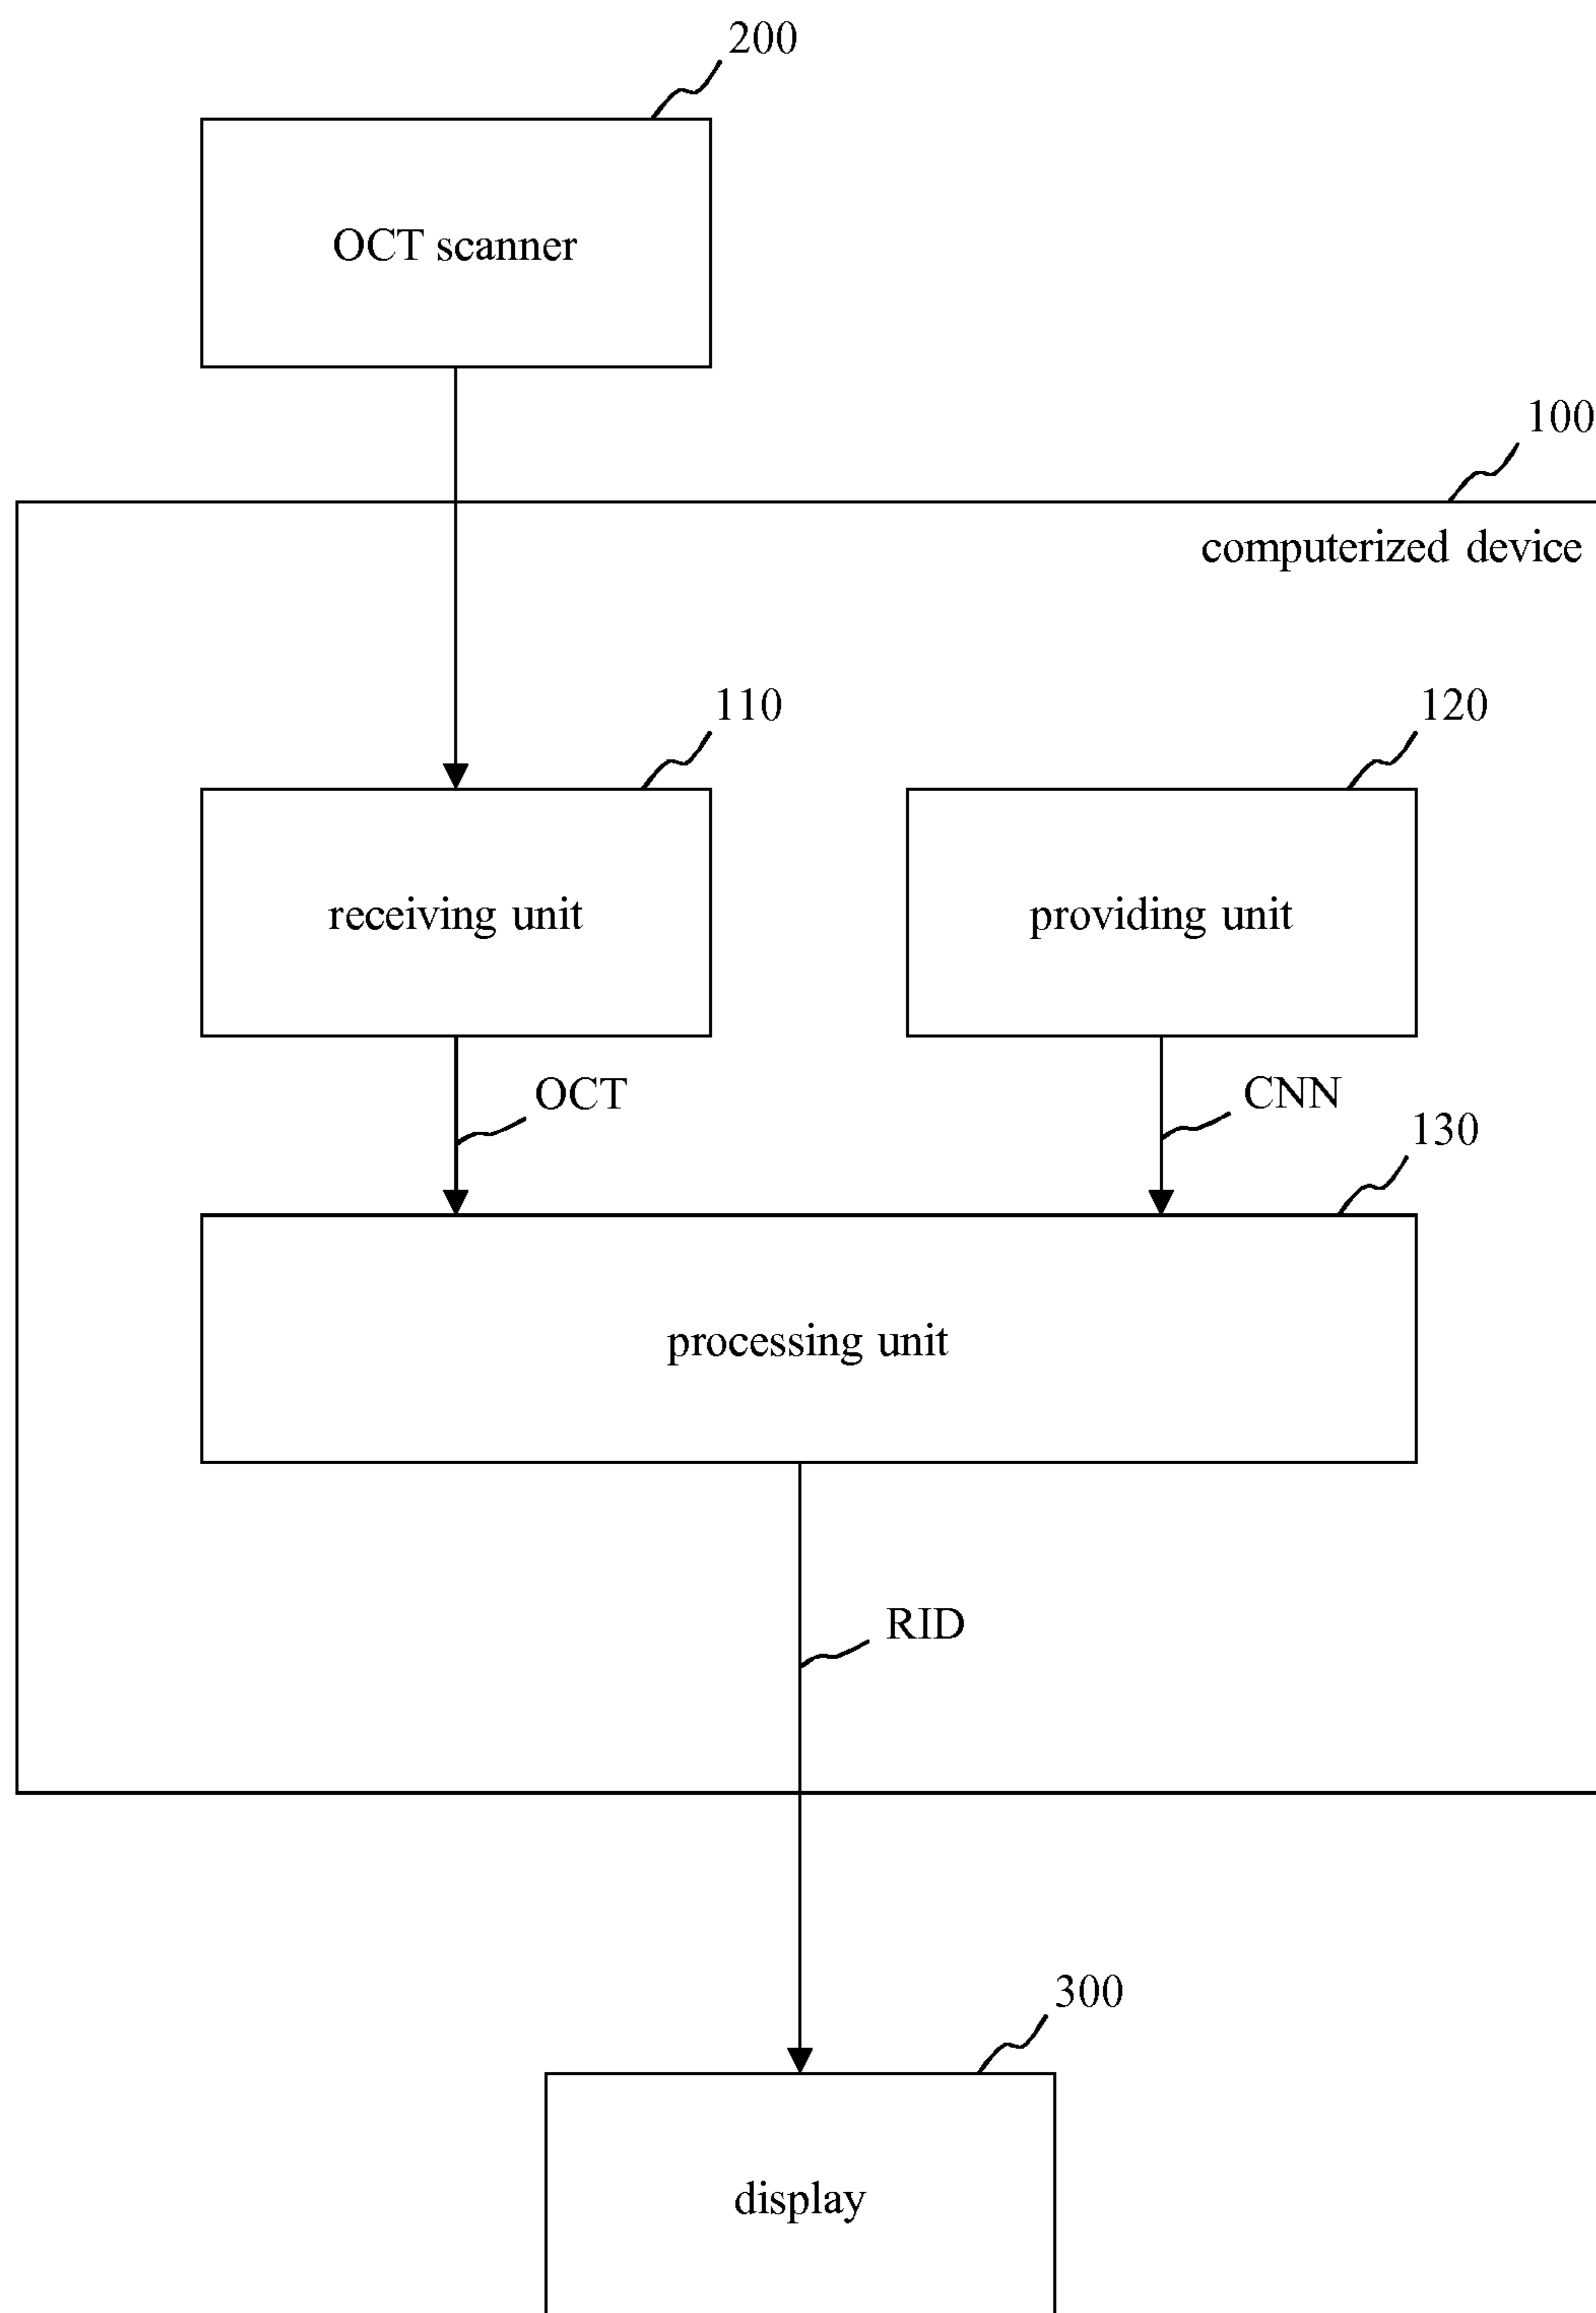 200
OCT scanner
100
computerized device
110
120
receiving unit
providing unit
OCT
CNN
130
processing unit
RID
300
display